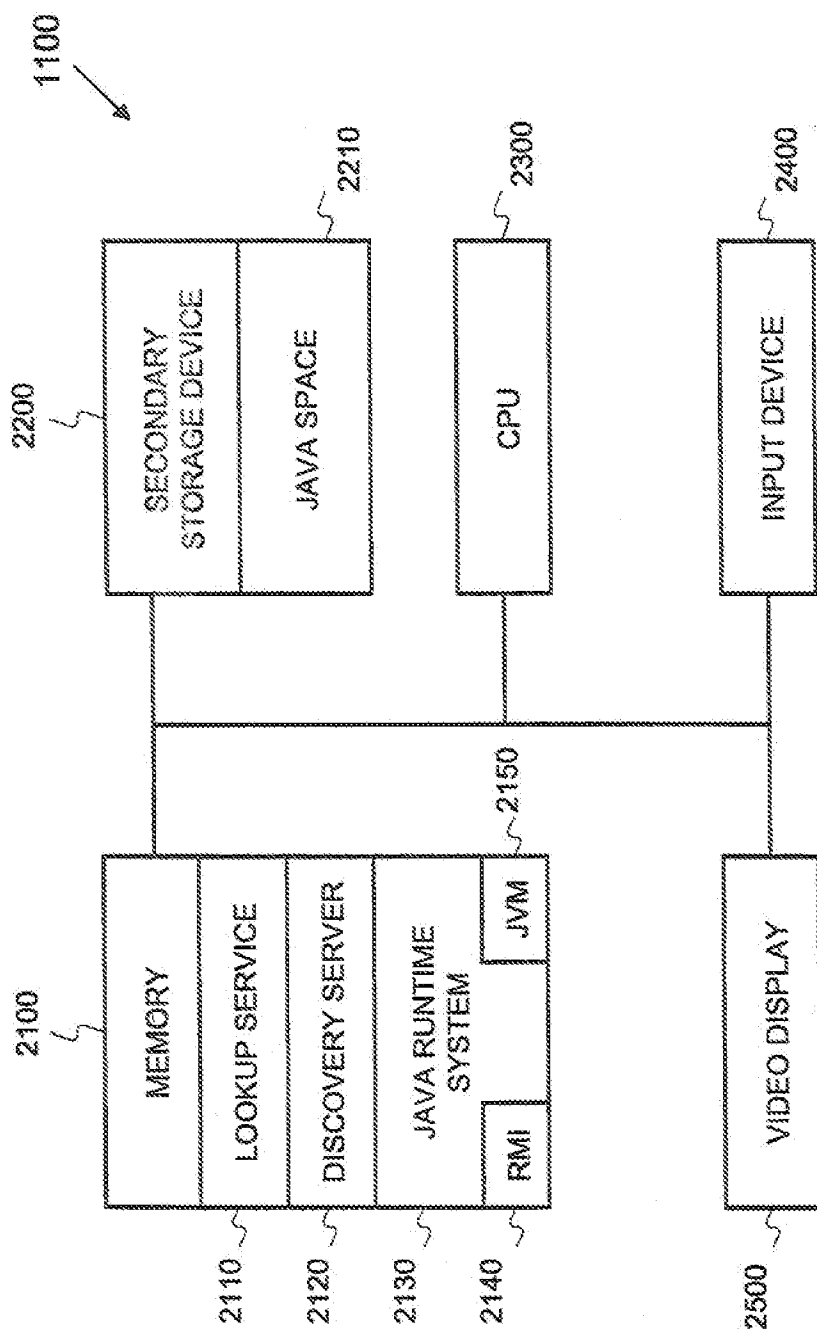 1100
2100
MEMORY
LOOKUP SERVICE
2110
DISCOVERY SERVER
2120
JAVA RUNTIME
SYSTEM
2130
RMI
2140
JVM
2150
2200
SECONDARY
STORAGE DEVICE
JAVA SPACE
2210
CPU
2300
VIDEO DISPLAY
2500
INPUT DEVICE
2400